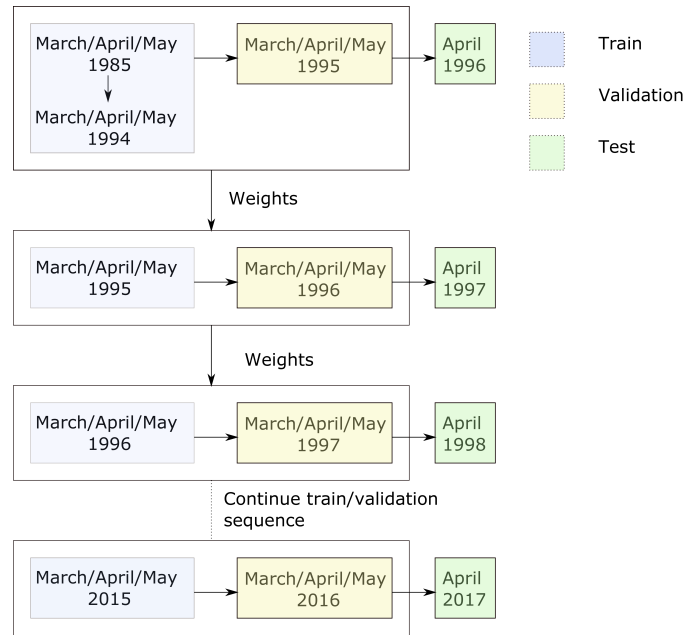 March/April/May
1985
March/April/May
1994
March/April/May
1995
April
1996
Train
Validation
Test
Weights
March/April/May
1995
March/April/May
1996
April
1997
Weights
March/April/May
1996
March/April/May
1997
April
1998
Continue train/validation
sequence
March/April/May
2015
March/April/May
2016
April
2017